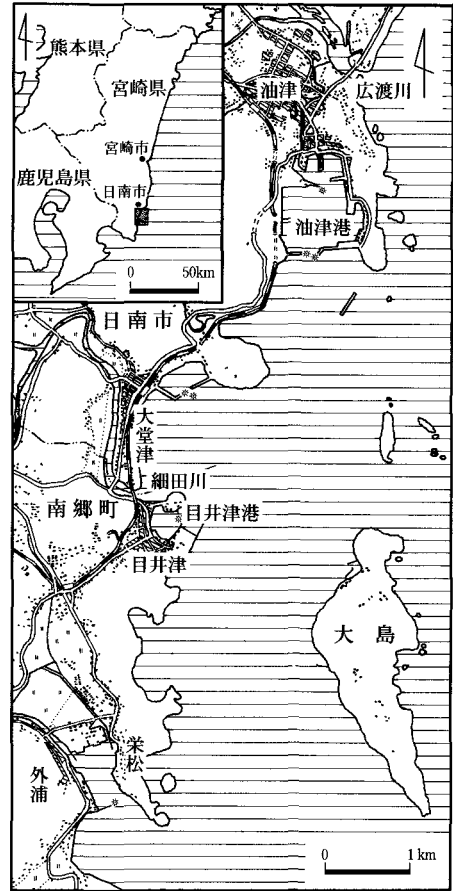 熊本県
宮崎県
宮崎市
鹿児島県
日南市
0 50km
油津
広渡川
油津港
日南市
大堂津
細田川
南郷町
目井津港
目井津
大島
栄松
外浦
0 1km